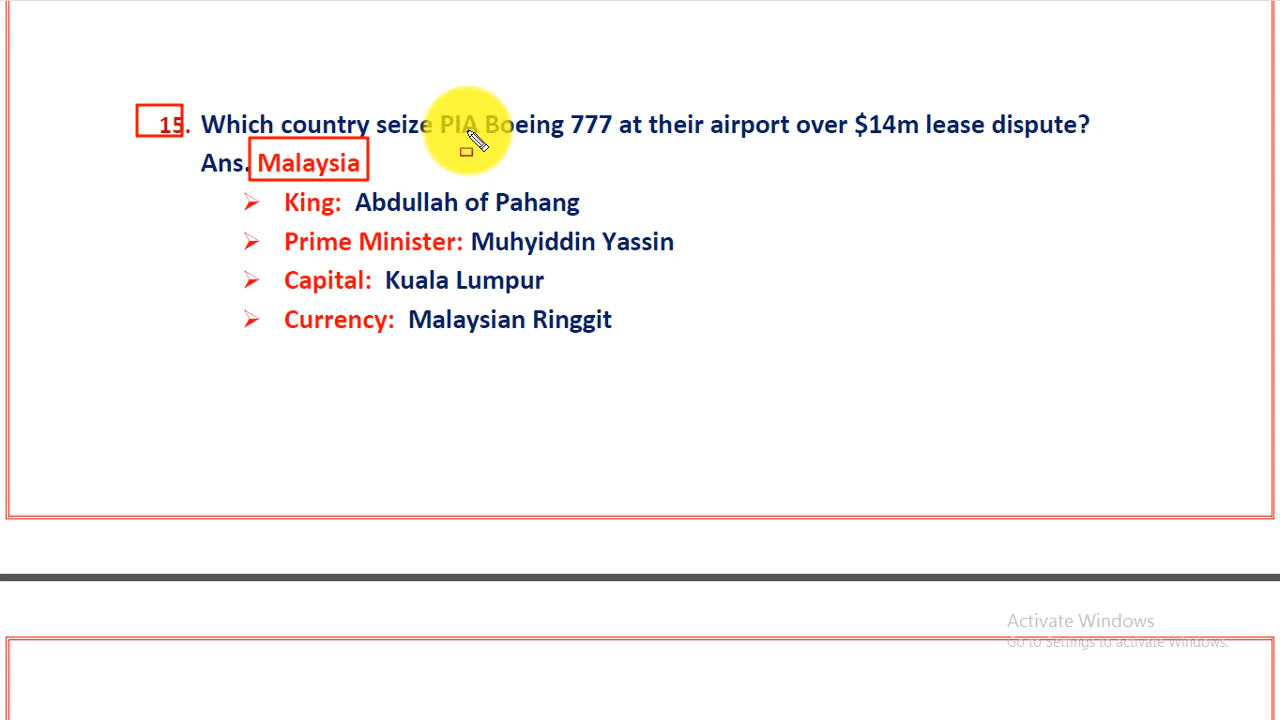 15. Which country seize PIA Boeing 777 at their airport over $14m lease dispute?
Ans. Malaysia
➢ King: Abdullah of Pahang
➢ Prime Minister: Muhyiddin Yassin
➢ Capital: Kuala Lumpur
➢ Currency: Malaysian Ringgit
Activate Windows
Go to Settings to activate Windows.